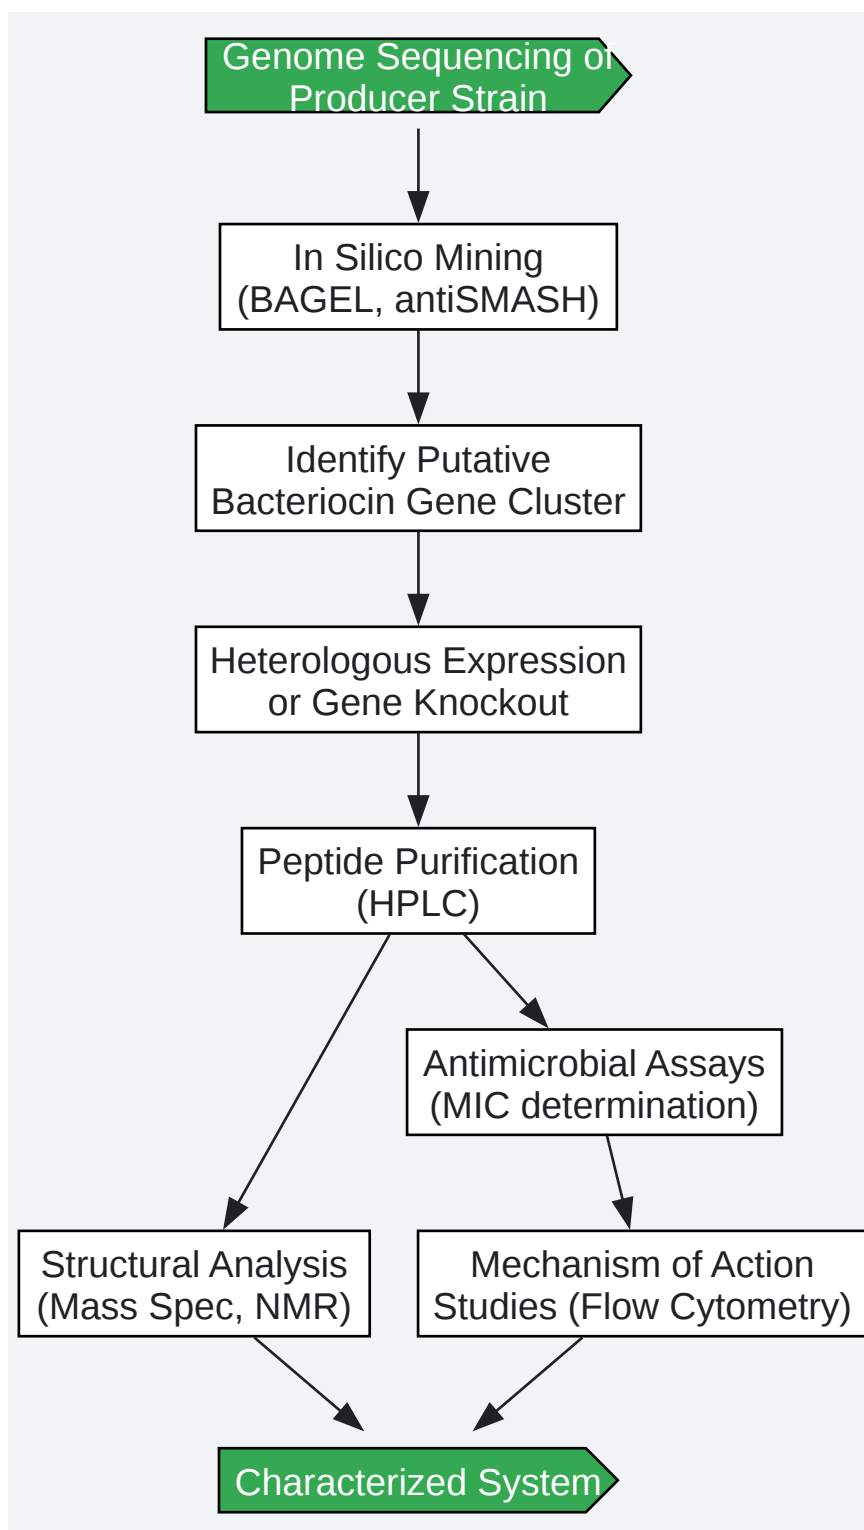 Genome Sequencing of
Producer Strain
In Silico Mining
(BAGEL, antiSMASH)
Identify Putative
Bacteriocin Gene Cluster
Heterologous Expression
or Gene Knockout
Peptide Purification
(HPLC)
Antimicrobial Assays
(MIC determination)
Structural Analysis
(Mass Spec, NMR)
Mechanism of Action
Studies (Flow Cytometry)
Characterized System